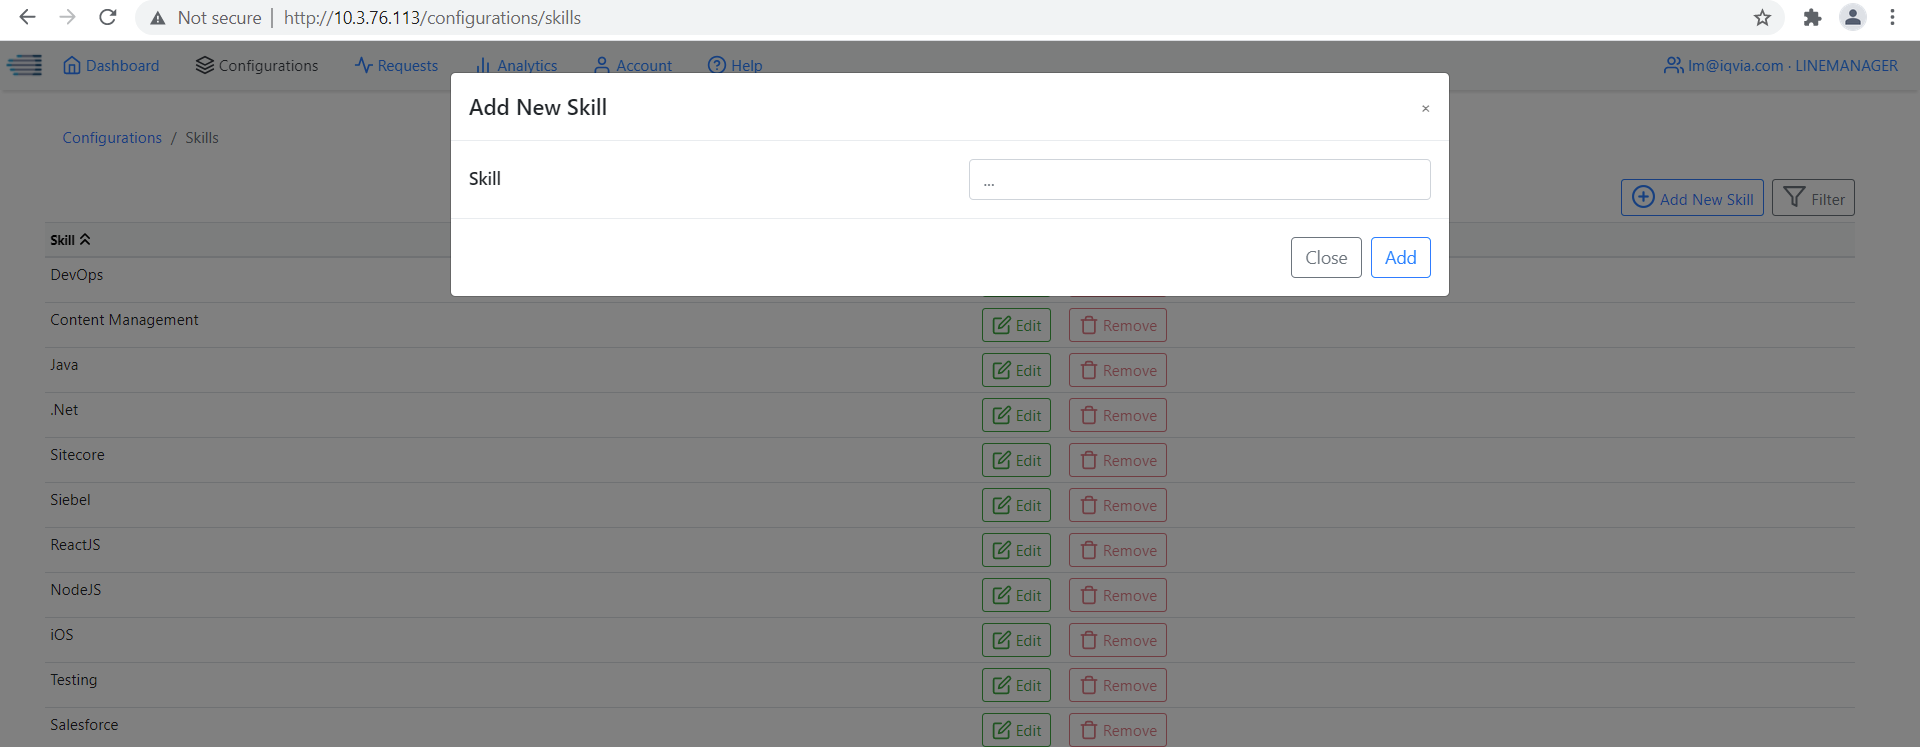 Not secure | http://10.3.76.113/configurations/skills
Dashboard Configurations Requests Analytics Account Help lm@iqvia.com · LINEMANAGER
Add New Skill ×
Configurations / Skills
Skill ...
Add New Skill Filter
Skill
Close Add
DevOps
Content Management Edit Remove
Java Edit Remove
.Net Edit Remove
Sitecore Edit Remove
Siebel Edit Remove
ReactJS Edit Remove
NodeJS Edit Remove
iOS Edit Remove
Testing Edit Remove
Salesforce Edit Remove